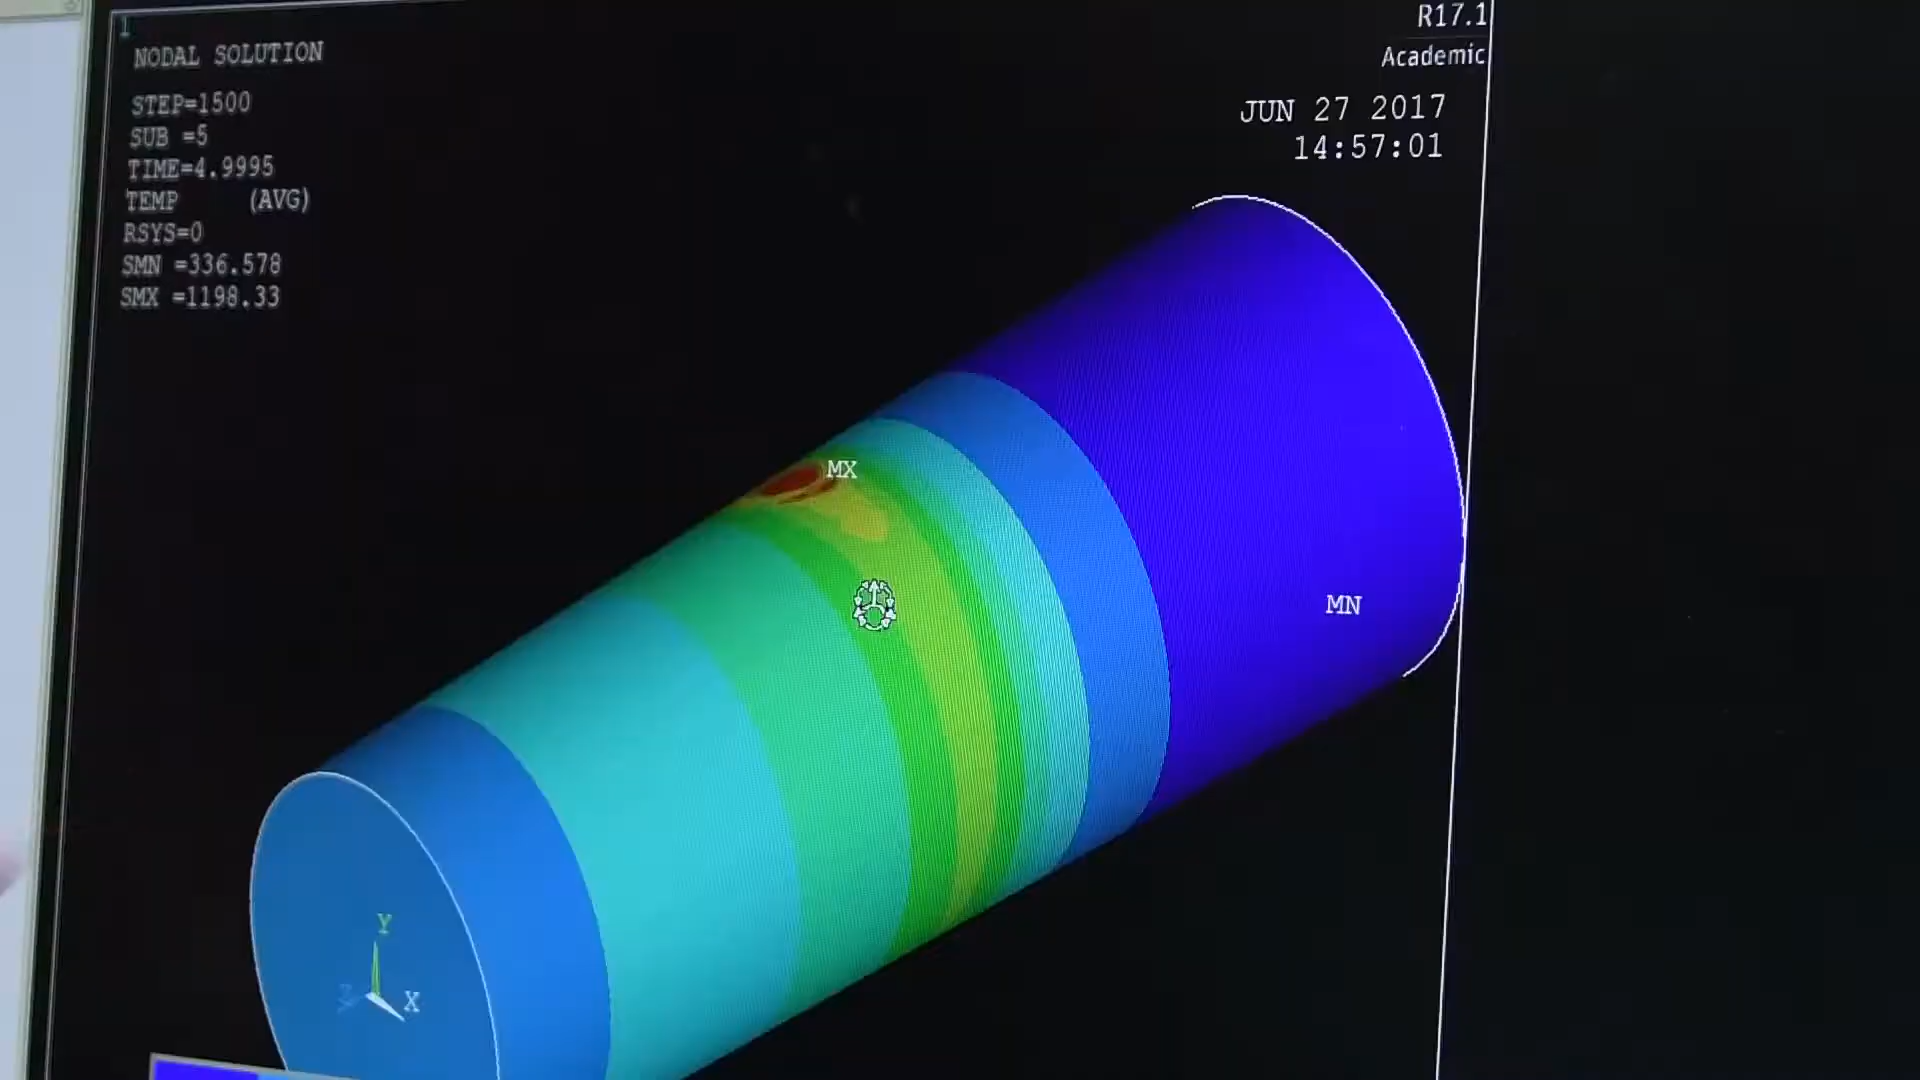 1
NODAL SOLUTION
STEP=1500
SUB =5
TIME=4.9995
TEMP (AVG)
RSYS=0
SMN =336.578
SMX =1198.33
R17.1
Academic
JUN 27 2017
14:57:01
MX
MN
Y
Z
X